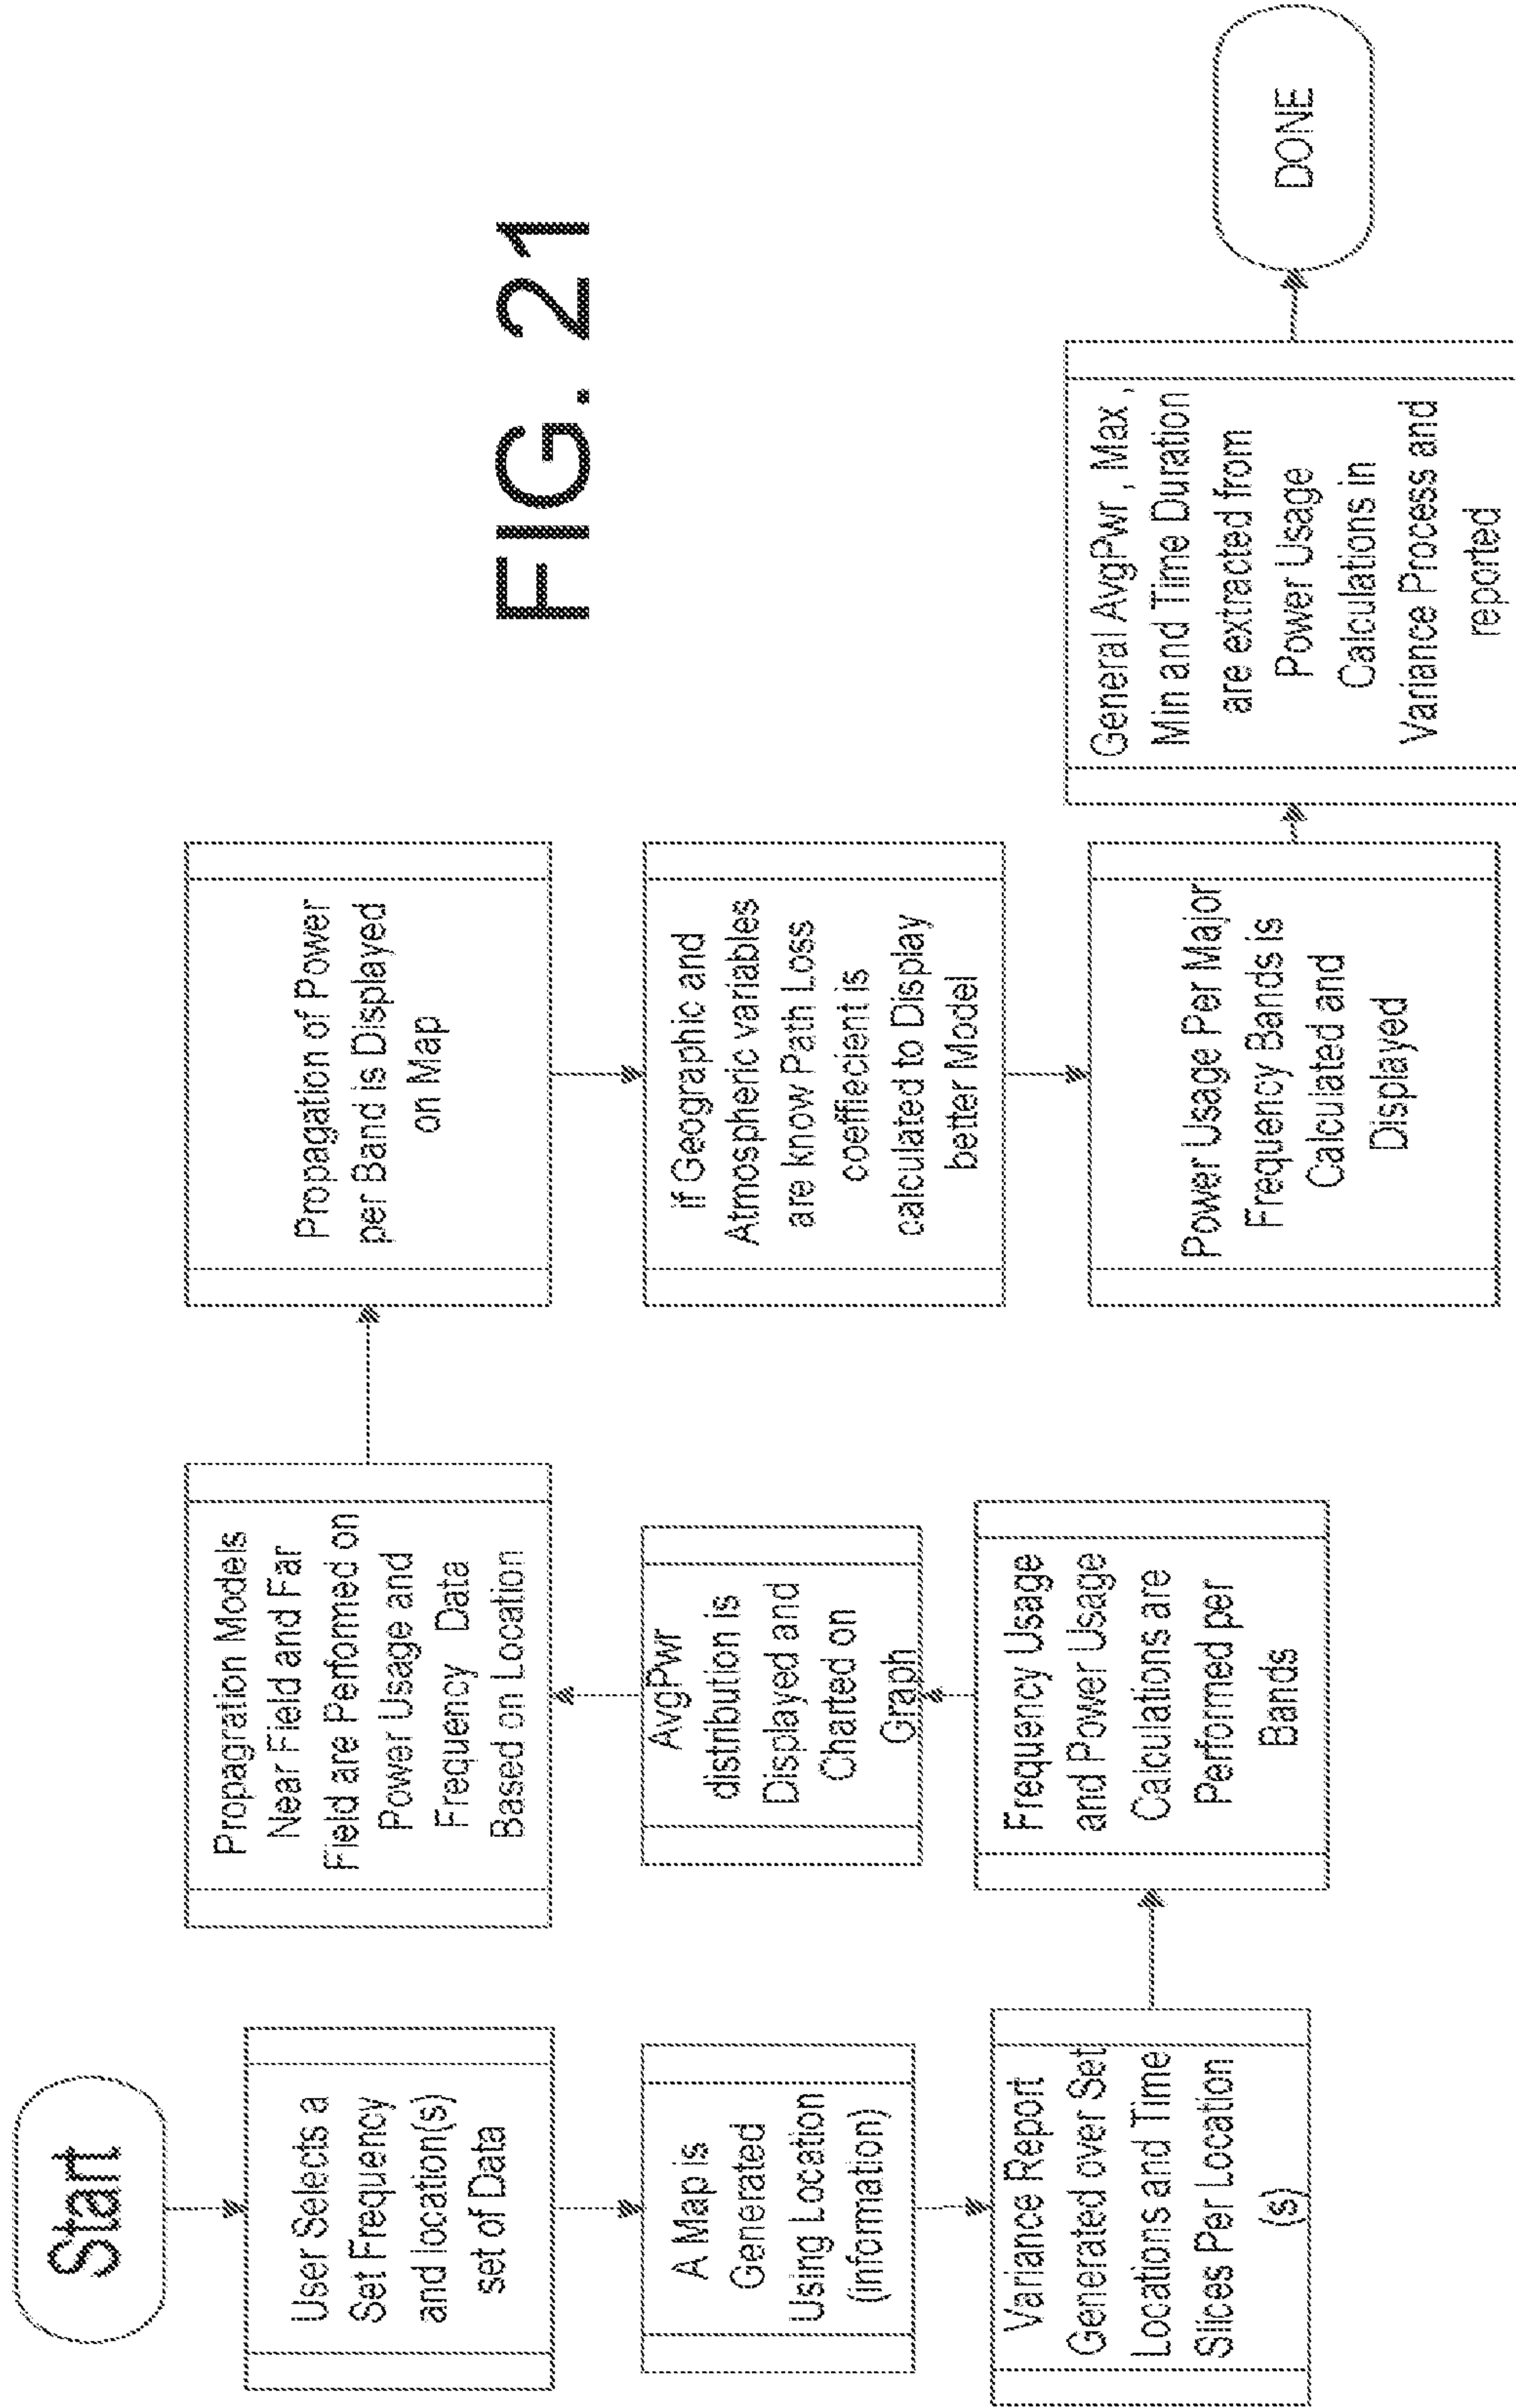 FIG. 21
Start
User Selects a
Set Frequency
and location(s)
set of Data
A Map is
Generated
Using Location
(information)
Variance Report
Generated over Set
Locations and Time
Slices Per Location
(s)
Frequency Usage
and Power Usage
Calculations are
Performed per
Bands
AvgPwr
distribution is
Displayed and
Charted on
Graph
Propagration Models
Near Field and Far
Field are Performed on
Power Usage and
Frequency Data
Based on Location
Propagation of Power
per Band is Displayed
on Map
if Geographic and
Atmospheric variables
are know Path Loss
coeffiecient is
calculated to Display
better Model
Power Usage Per Major
Frequency Bands is
Calculated and
Displayed
General AvgPwr , Max ,
Min and Time Duration
are extracted from
Power Usage
Calculations in
Variance Process and
reported
DONE